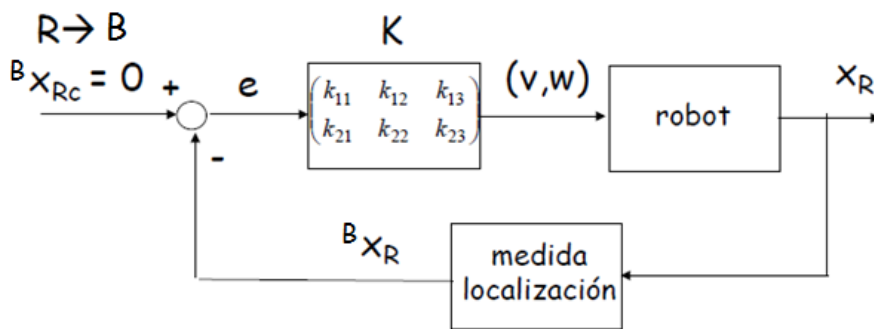 R→ B
ᴮx_Rc = 0
+
-
e
K
k₁₁ k₁₂ k₁₃
k₂₁ k₂₂ k₂₃
(v,w)
robot
x_R
ᴮx_R
medida
localización